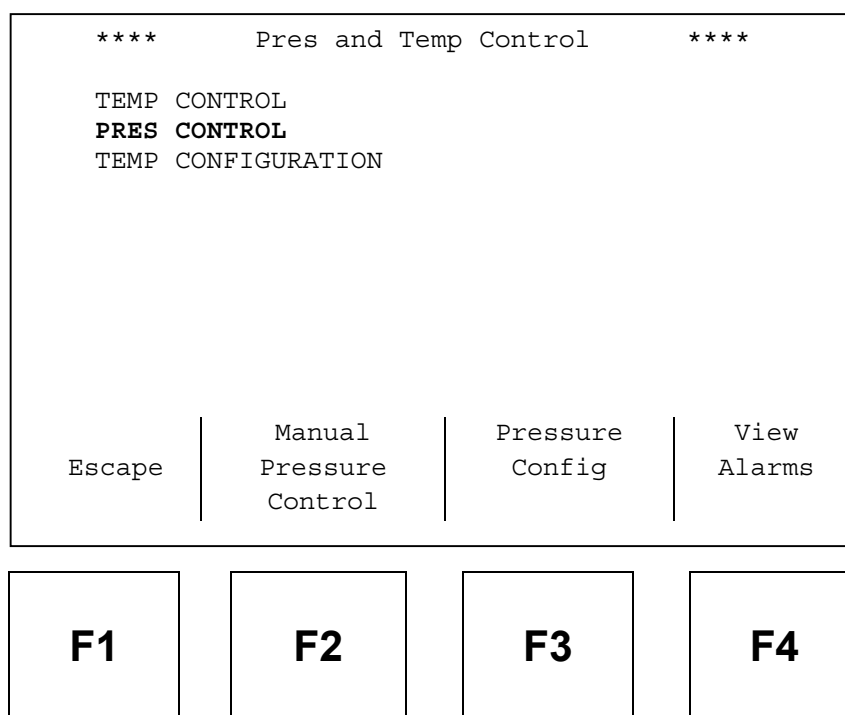 **** Pres and Temp Control ****
TEMP CONTROL
PRES CONTROL
TEMP CONFIGURATION
Escape
Manual
Pressure
Control
Pressure
Config
View
Alarms
F1 F2 F3 F4